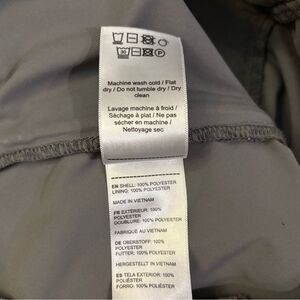 Machine wash cold / Flat
dry / Do not tumble dry / Dry
clean
Lavage machine à froid /
Séchage à plat / Ne pas
sécher en machine /
Nettoyage sec
EN SHELL: 100% POLYESTER
LINING: 100% POLYESTER
MADE IN VIETNAM
FR EXTÉRIEUR: 100%
POLYESTER
DOUBLURE: 100% POLYESTER
FABRIQUÉ AU VIETNAM
DE OBERSTOFF: 100%
POLYESTER
FUTTER: 100% POLYESTER
HERGESTELLT IN VIETNAM
ES TELA EXTERIOR: 100%
POLIÉSTER
FORRO: 100% POLIÉSTER